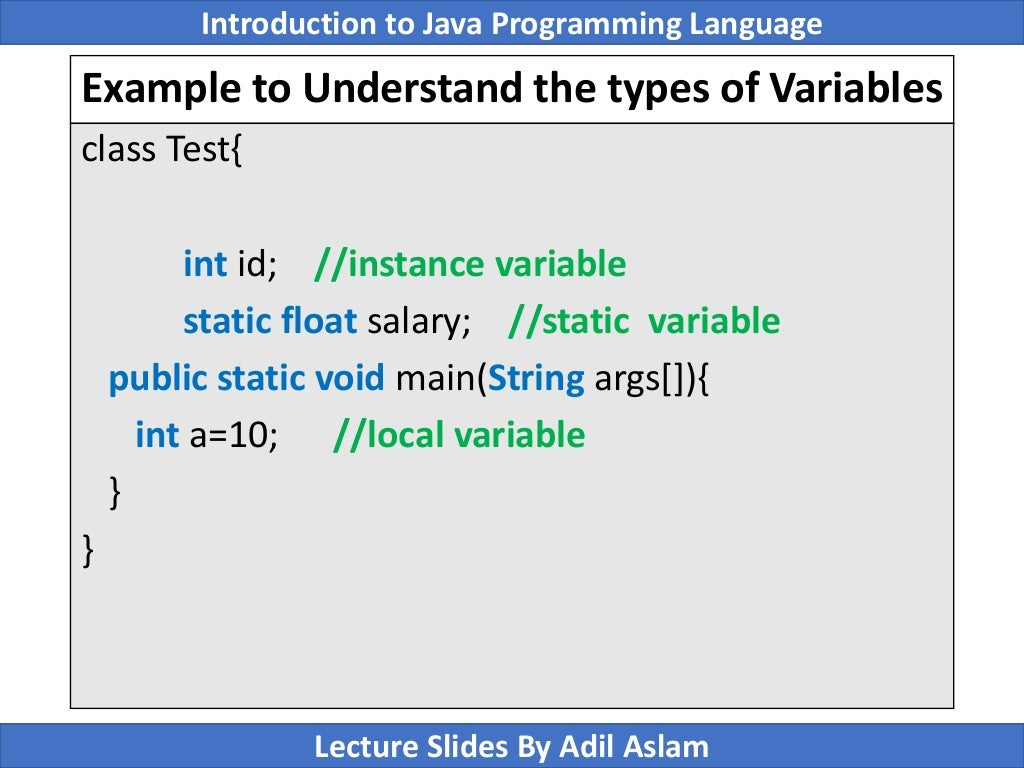 Introduction to Java Programming Language
Example to Understand the types of Variables
class Test{
int id; //instance variable
static float salary; //static variable
public static void main(String args[]){
int a=10; //local variable
}
}
Lecture Slides By Adil Aslam